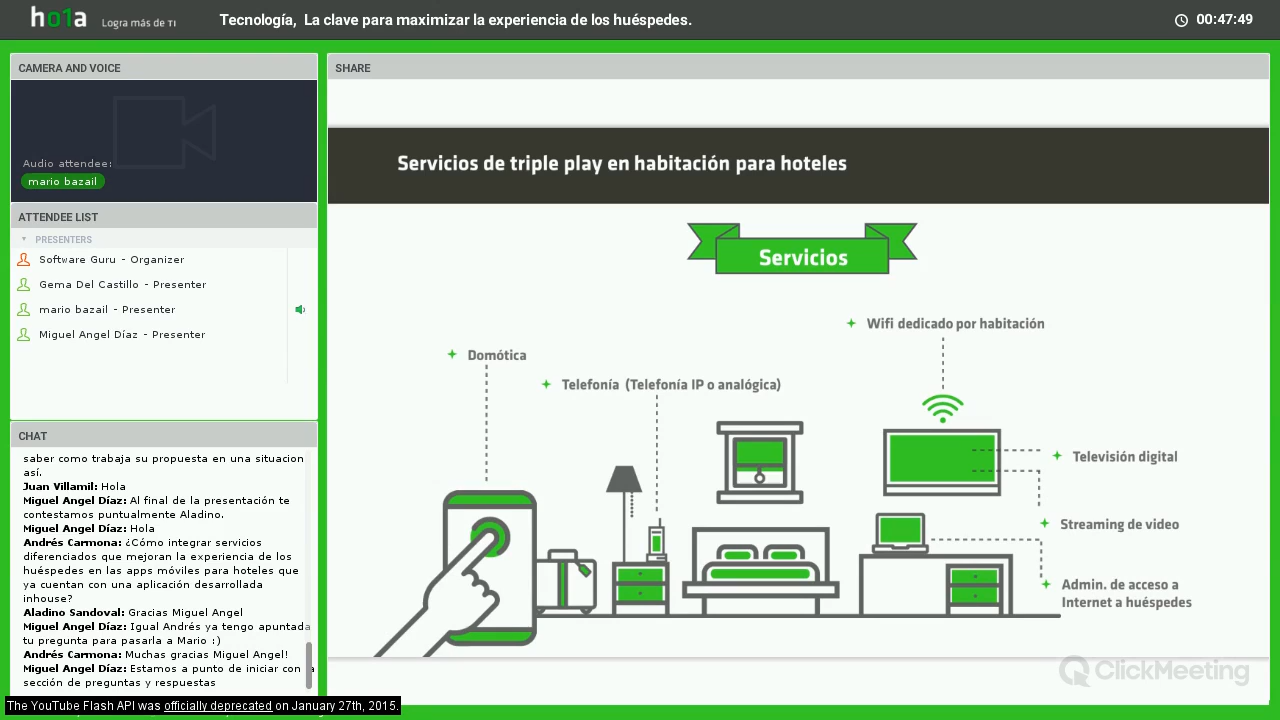 ho1a Logra más de TI
Tecnología, La clave para maximizar la experiencia de los huéspedes.
00:47:49
CAMERA AND VOICE
Audio attendee:
mario bazail
ATTENDEE LIST
PRESENTERS
Software Guru - Organizer
Gema Del Castillo - Presenter
mario bazail - Presenter
Miguel Angel Díaz - Presenter
CHAT
saber como trabaja su propuesta en una situacion
así.
Juan Vilamil: Hola
Miguel Angel Díaz: Al final de la presentación te
contestamos puntualmente Aladino.
Miguel Angel Díaz: Hola
Andrés Carmona: ¿Cómo integrar servicios
diferenciados que mejoran la experiencia de los
huéspedes en las apps móviles para hoteles que
ya cuentan con una aplicación desarrollada
inhouse?
Aladino Sandoval: Gracias Miguel Angel
Miguel Angel Díaz: Igual Andrés ya tengo apuntada
tu pregunta para pasarla a Mario :)
Andrés Carmona: Muchas gracias Miguel Angel!
Miguel Angel Díaz: Estamos a punto de iniciar con la
sección de preguntas y respuestas
The YouTube Flash API was officially deprecated on January 27th, 2015.
SHARE
Servicios de triple play en habitación para hoteles
Servicios
Wifi dedicado por habitación
Domótica
Telefonía (Telefonía IP o analógica)
Televisión digital
Streaming de video
Admin. de acceso a
Internet a huéspedes
ClickMeeting